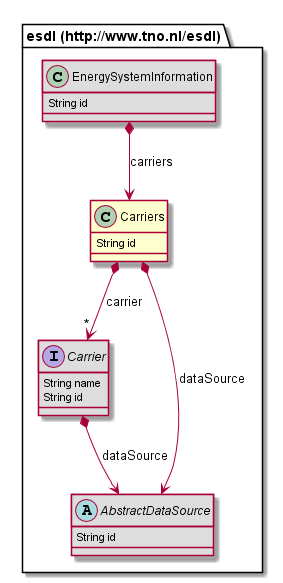 esdl (http://www.tno.nl/esdl)
C EnergySystemInformation
String id
carriers
C Carriers
String id
carrier
*
dataSource
I Carrier
String name
String id
dataSource
A AbstractDataSource
String id